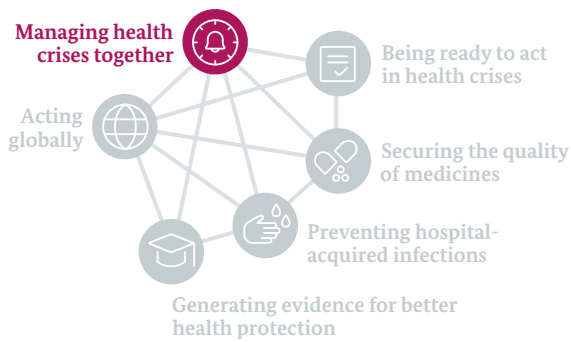 Managing health
crises together
Being ready to act
in health crises
Acting
globally
Securing the quality
of medicines
Preventing hospital-
acquired infections
Generating evidence for better
health protection